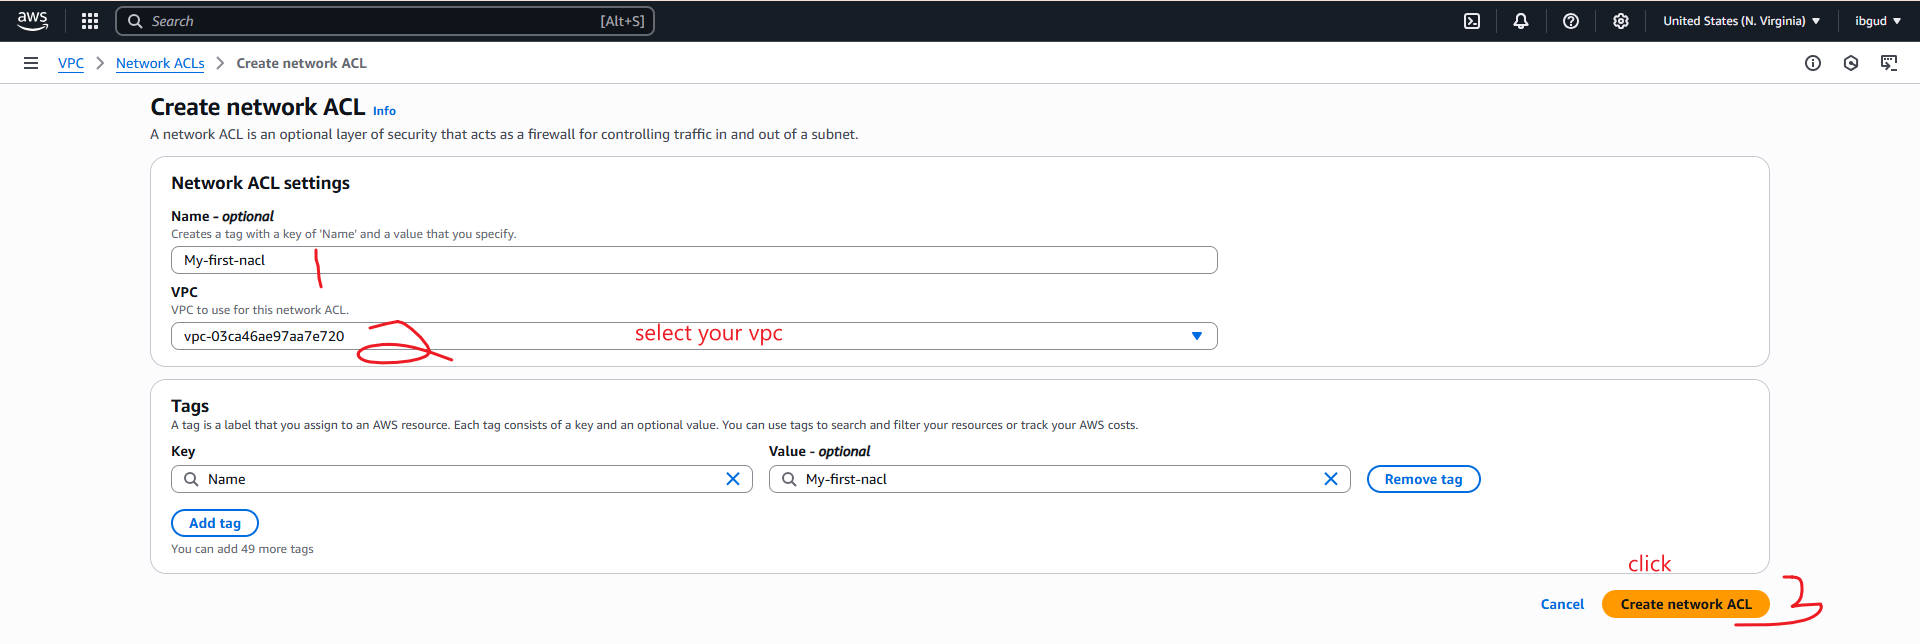 aws
Search [Alt+S]
United States (N. Virginia) ibgud
VPC > Network ACLs > Create network ACL
Create network ACL Info
A network ACL is an optional layer of security that acts as a firewall for controlling traffic in and out of a subnet.
Network ACL settings
Name - optional
Creates a tag with a key of 'Name' and a value that you specify.
My-first-nacl 1
VPC
VPC to use for this network ACL.
vpc-03ca46ae97aa7e720 2 select your vpc
Tags
A tag is a label that you assign to an AWS resource. Each tag consists of a key and an optional value. You can use tags to search and filter your resources or track your AWS costs.
Key Value - optional
Name My-first-nacl Remove tag
Add tag
You can add 49 more tags
click
Cancel Create network ACL 3